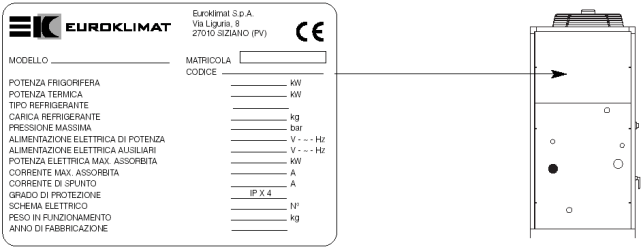 EUROKLIMAT
Euroklimat S.p.A.
Via Liguria, 8
27010 SIZIANO (PV)
CE
MODELLO
MATRICOLA
CODICE
POTENZA FRIGORIFERA kW
POTENZA TERMICA kW
TIPO REFRIGERANTE
CARICA REFRIGERANTE kg
PRESSIONE MASSIMA bar
ALIMENTAZIONE ELETTRICA DI POTENZA V - ~ - Hz
ALIMENTAZIONE ELETTRICA AUSILIARI V - ~ - Hz
POTENZA ELETTRICA MAX. ASSORBITA kW
CORRENTE MAX. ASSORBITA A
CORRENTE DI SPUNTO A
GRADO DI PROTEZIONE IP X 4
SCHEMA ELETTRICO N°
PESO IN FUNZIONAMENTO kg
ANNO DI FABBRICAZIONE